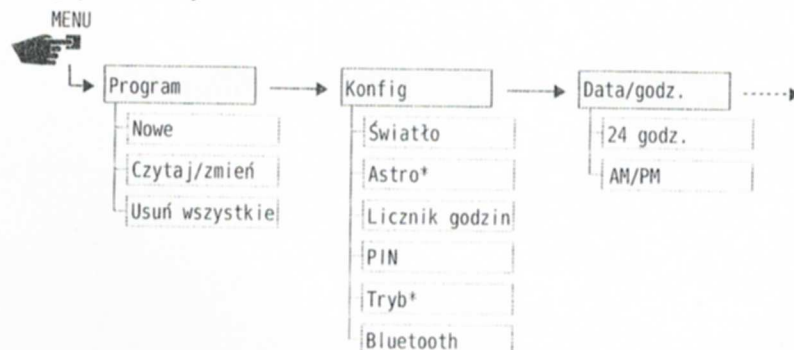 MENU
Program
Nowe
Czytaj/zmień
Usuń wszystkie
Konfig
Światło
Astro*
Licznik godzin
PIN
Tryb*
Bluetooth
Data/godz.
24 godz.
AM/PM